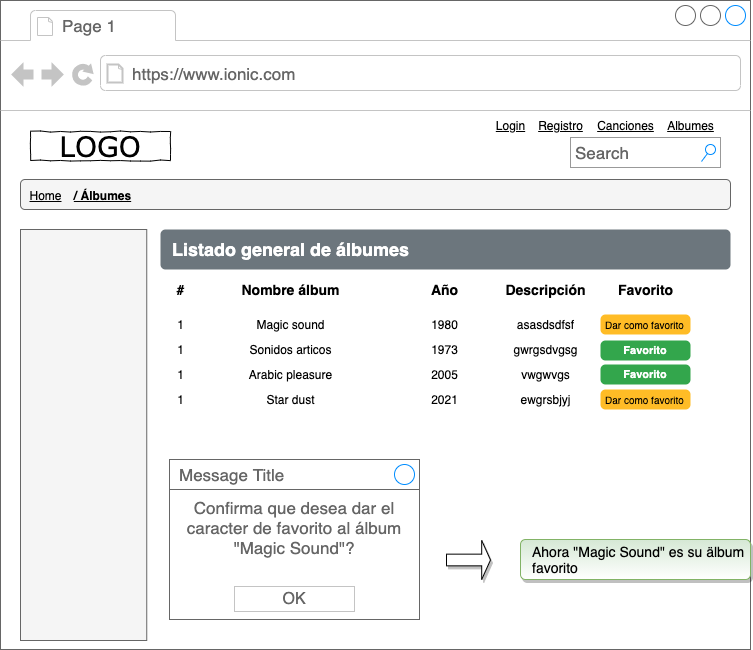 Page 1
https://www.ionic.com
Login Registro Canciones Albumes
LOGO
Search
Home / Álbumes
Listado general de álbumes
# Nombre álbum Año Descripción Favorito
1 Magic sound 1980 asasdsdfsf Dar como favorito
1 Sonidos articos 1973 gwrgsdvgsg Favorito
1 Arabic pleasure 2005 vwgwvgs Favorito
1 Star dust 2021 ewgrsbjyj Dar como favorito
Message Title
Confirma que desea dar el
caracter de favorito al álbum
"Magic Sound"?
OK
Ahora "Magic Sound" es su älbum
favorito